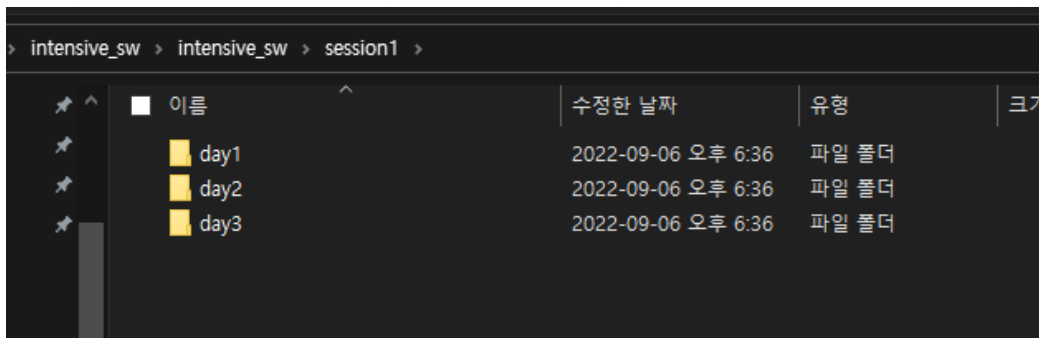 intensive_sw > intensive_sw > session1 >
이름 수정한 날짜 유형
day1 2022-09-06 오후 6:36 파일 폴더
day2 2022-09-06 오후 6:36 파일 폴더
day3 2022-09-06 오후 6:36 파일 폴더